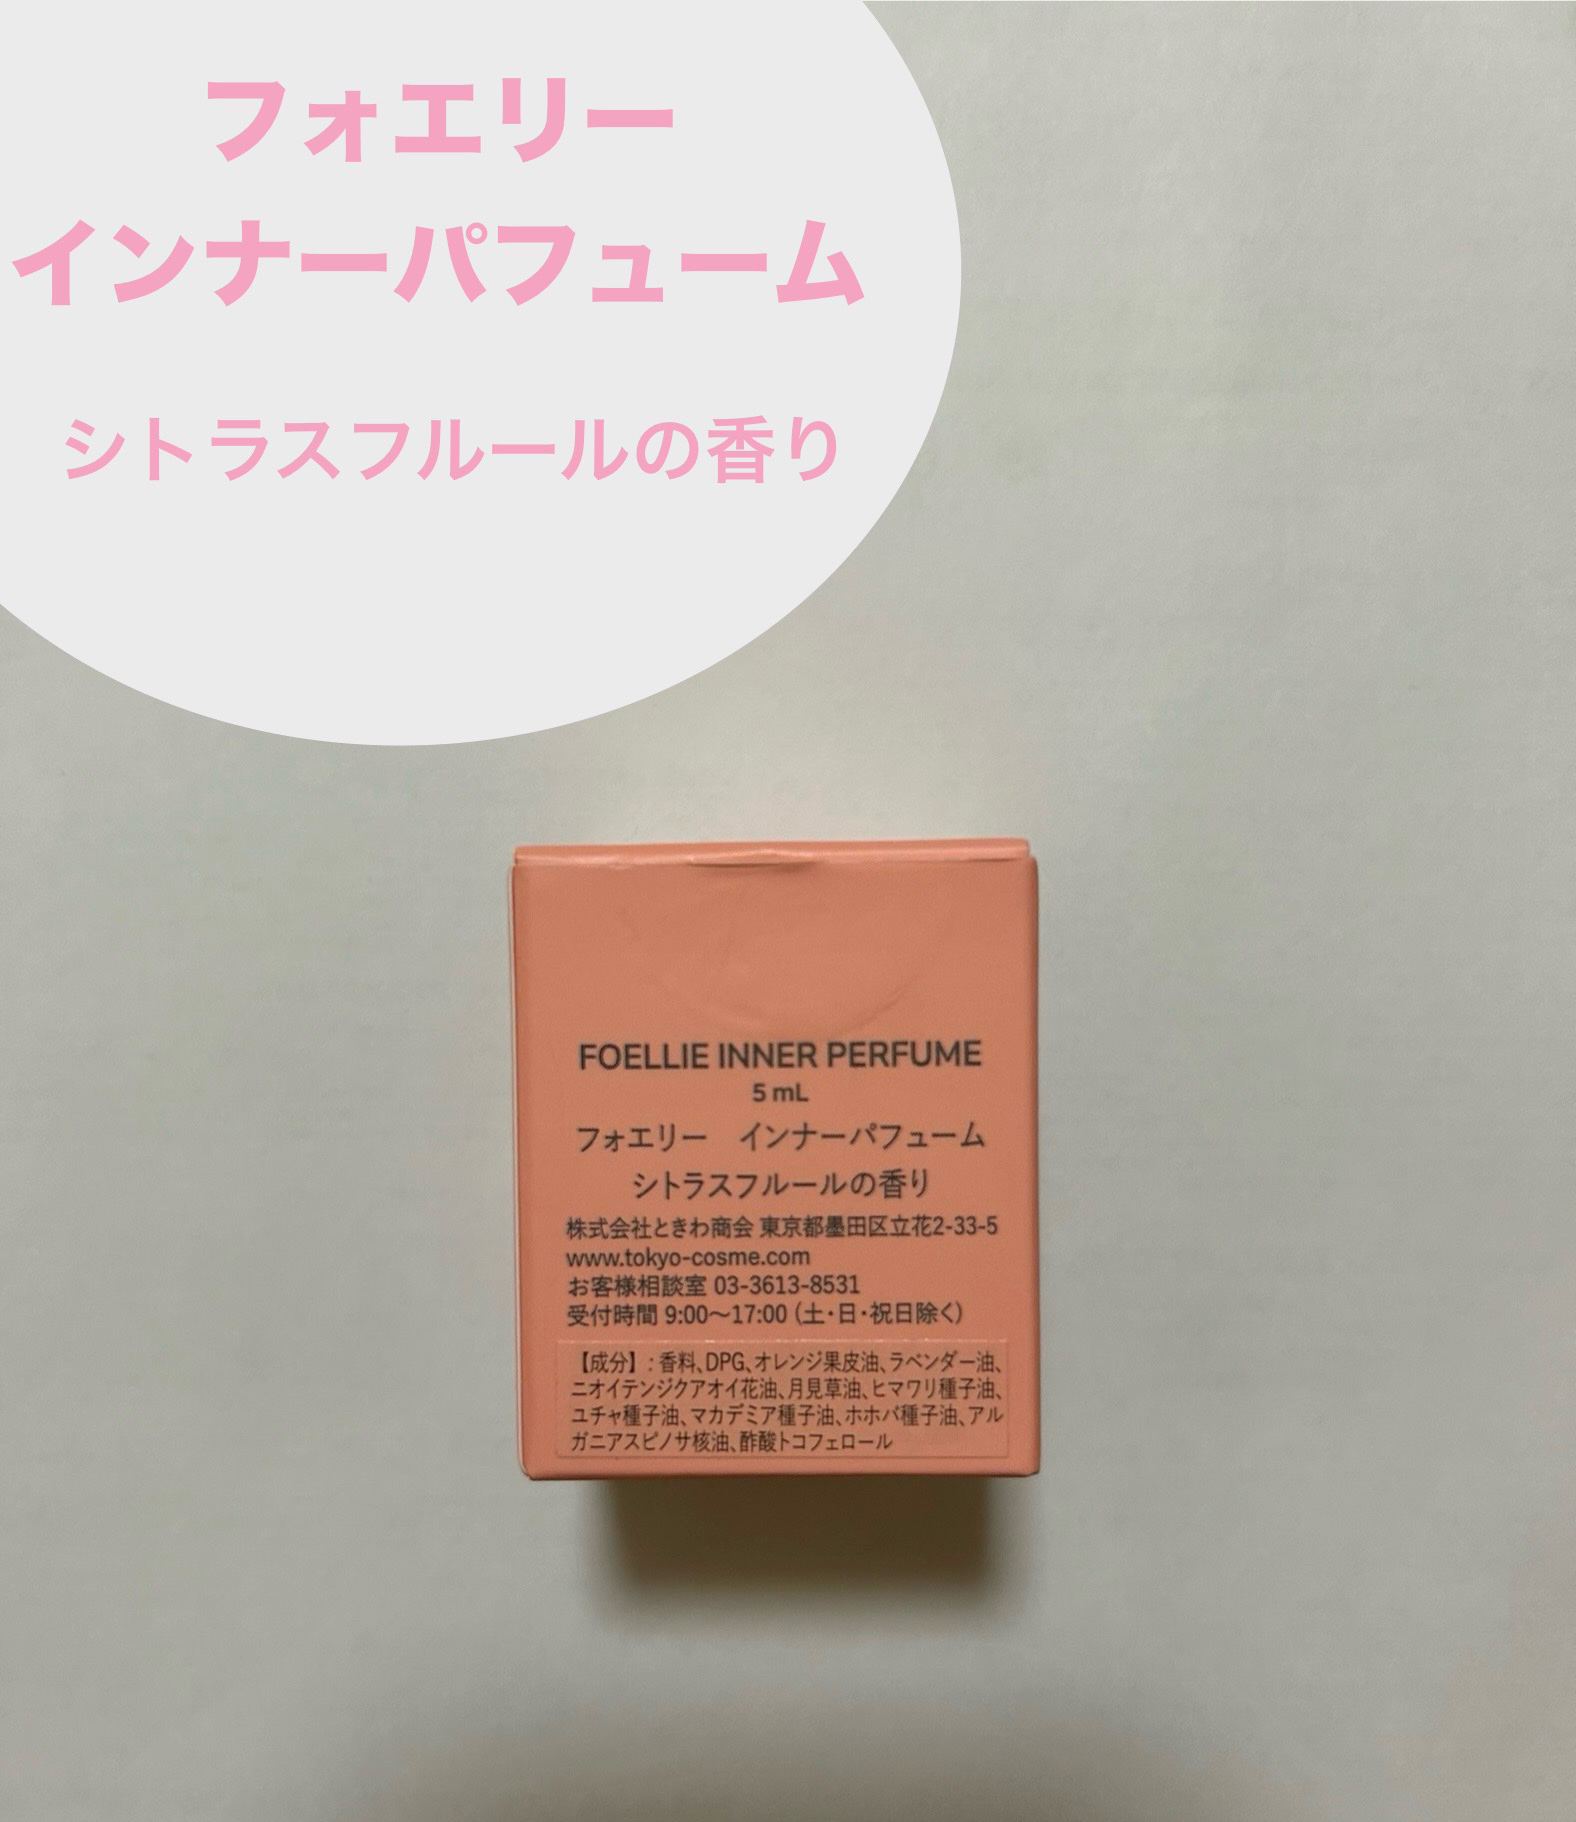 フォエリー
インナーパフューム
シトラスフルールの香り
FOELLIE INNER PERFUME
5 mL
フォエリー　インナーパフューム
シトラスフルールの香り
株式会社ときわ商会 東京都墨田区立花2-33-5
www.tokyo-cosme.com
お客様相談室 03-3613-8531
受付時間 9:00〜17:00（土・日・祝日除く）
【成分】：香料、DPG、オレンジ果皮油、ラベンダー油、
ニオイテンジクアオイ花油、月見草油、ヒマワリ種子油、
ユチャ種子油、マカデミア種子油、ホホバ種子油、アル
ガニアスピノサ核油、酢酸トコフェロール